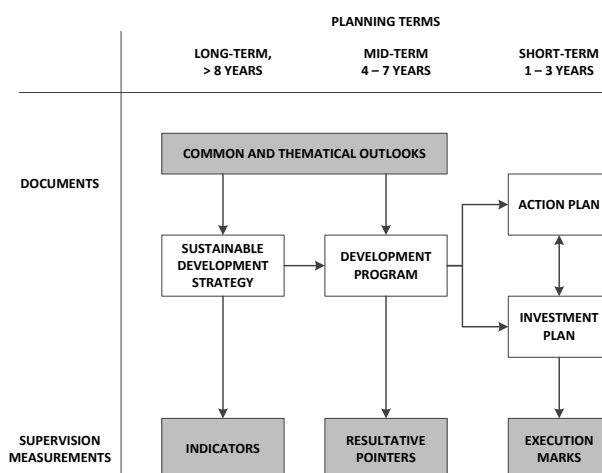 PLANNING TERMS
LONG-TERM,
> 8 YEARS
MID-TERM
4 – 7 YEARS
SHORT-TERM
1 – 3 YEARS
COMMON AND THEMATICAL OUTLOOKS
DOCUMENTS
SUSTAINABLE
DEVELOPMENT
STRATEGY
DEVELOPMENT
PROGRAM
ACTION PLAN
INVESTMENT
PLAN
SUPERVISION
MEASUREMENTS
INDICATORS
RESULTATIVE
POINTERS
EXECUTION
MARKS